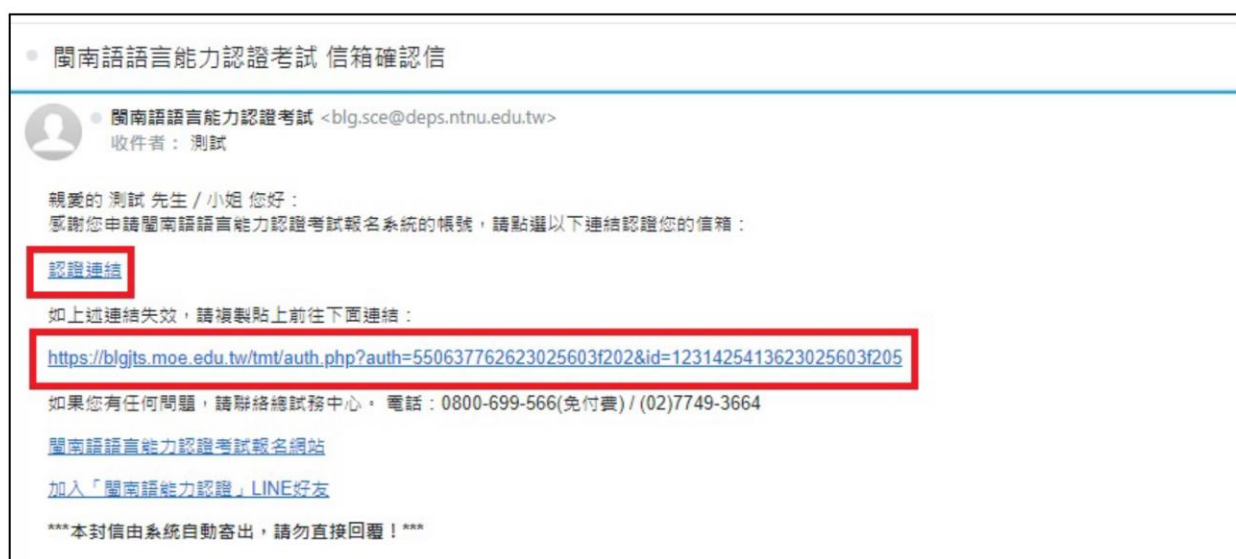 閩南語語言能力認證考試 信箱確認信
閩南語語言能力認證考試 <blg.sce@deps.ntnu.edu.tw>
收件者： 測試
親愛的 測試 先生 / 小姐 您好：
感謝您申請閩南語語言能力認證考試報名系統的帳號，請點選以下連結認證您的信箱：
認證連結
如上述連結失效，請複製貼上前往下面連結：
https://blgjts.moe.edu.tw/tmt/auth.php?auth=550637762623025603f202&id=1231425413623025603f205
如果您有任何問題，請聯絡總試務中心。 電話：0800-699-566(免付費) / (02)7749-3664
閩南語語言能力認證考試報名網站
加入「閩南語能力認證」LINE好友
***本封信由系統自動寄出，請勿直接回覆！***